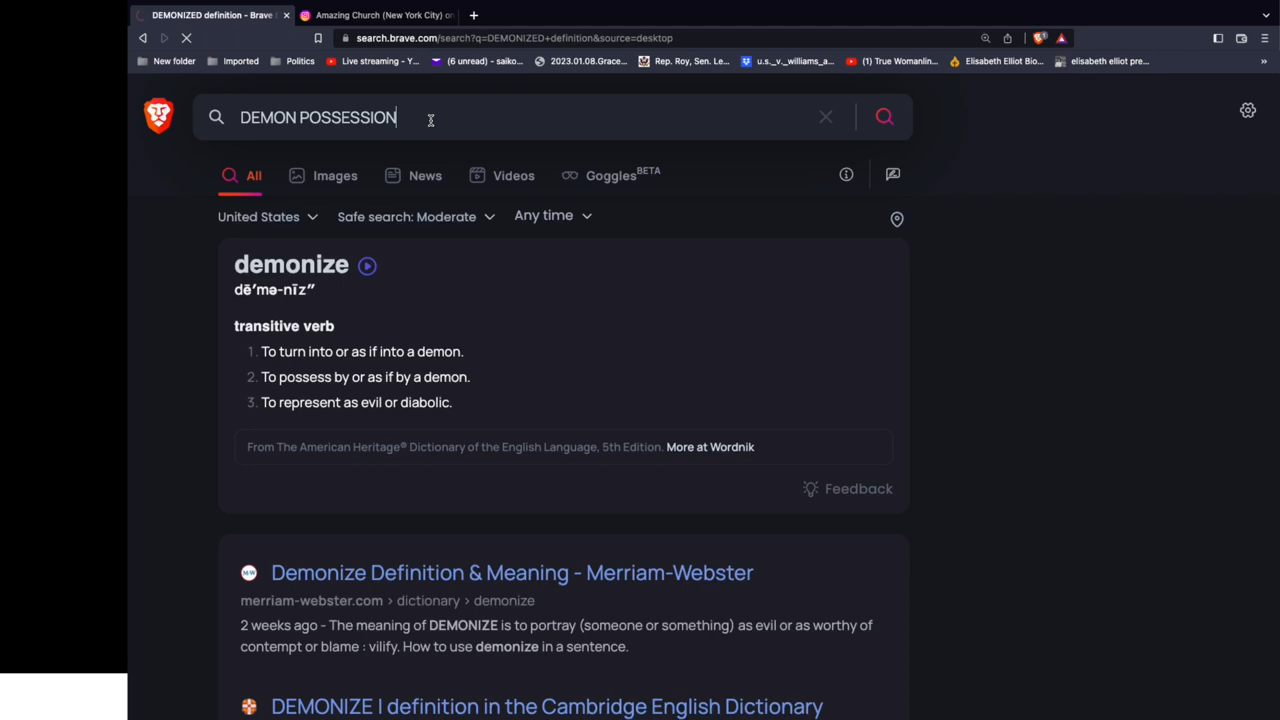 DEMONIZED definition - Brave
Amazing Church (New York City) on
search.brave.com/search?q=DEMONIZED+definition&source=desktop
New folder
Imported
Politics
Live streaming - Y...
(6 unread) - saiko...
2023.01.08.Grace...
Rep. Roy, Sen. Le...
u.s._v._williams_a...
(1) True Womanlin...
Elisabeth Elliot Bio...
elisabeth elliot pre...
DEMON POSSESSION
All
Images
News
Videos
Goggles BETA
United States
Safe search: Moderate
Any time
demonize
dē′mə-nīz″
transitive verb
1. To turn into or as if into a demon.
2. To possess by or as if by a demon.
3. To represent as evil or diabolic.
From The American Heritage® Dictionary of the English Language, 5th Edition. More at Wordnik
Feedback
M-W
Demonize Definition & Meaning - Merriam-Webster
merriam-webster.com › dictionary › demonize
2 weeks ago - The meaning of DEMONIZE is to portray (someone or something) as evil or as worthy of
contempt or blame : vilify. How to use demonize in a sentence.
DEMONIZE | definition in the Cambridge English Dictionary